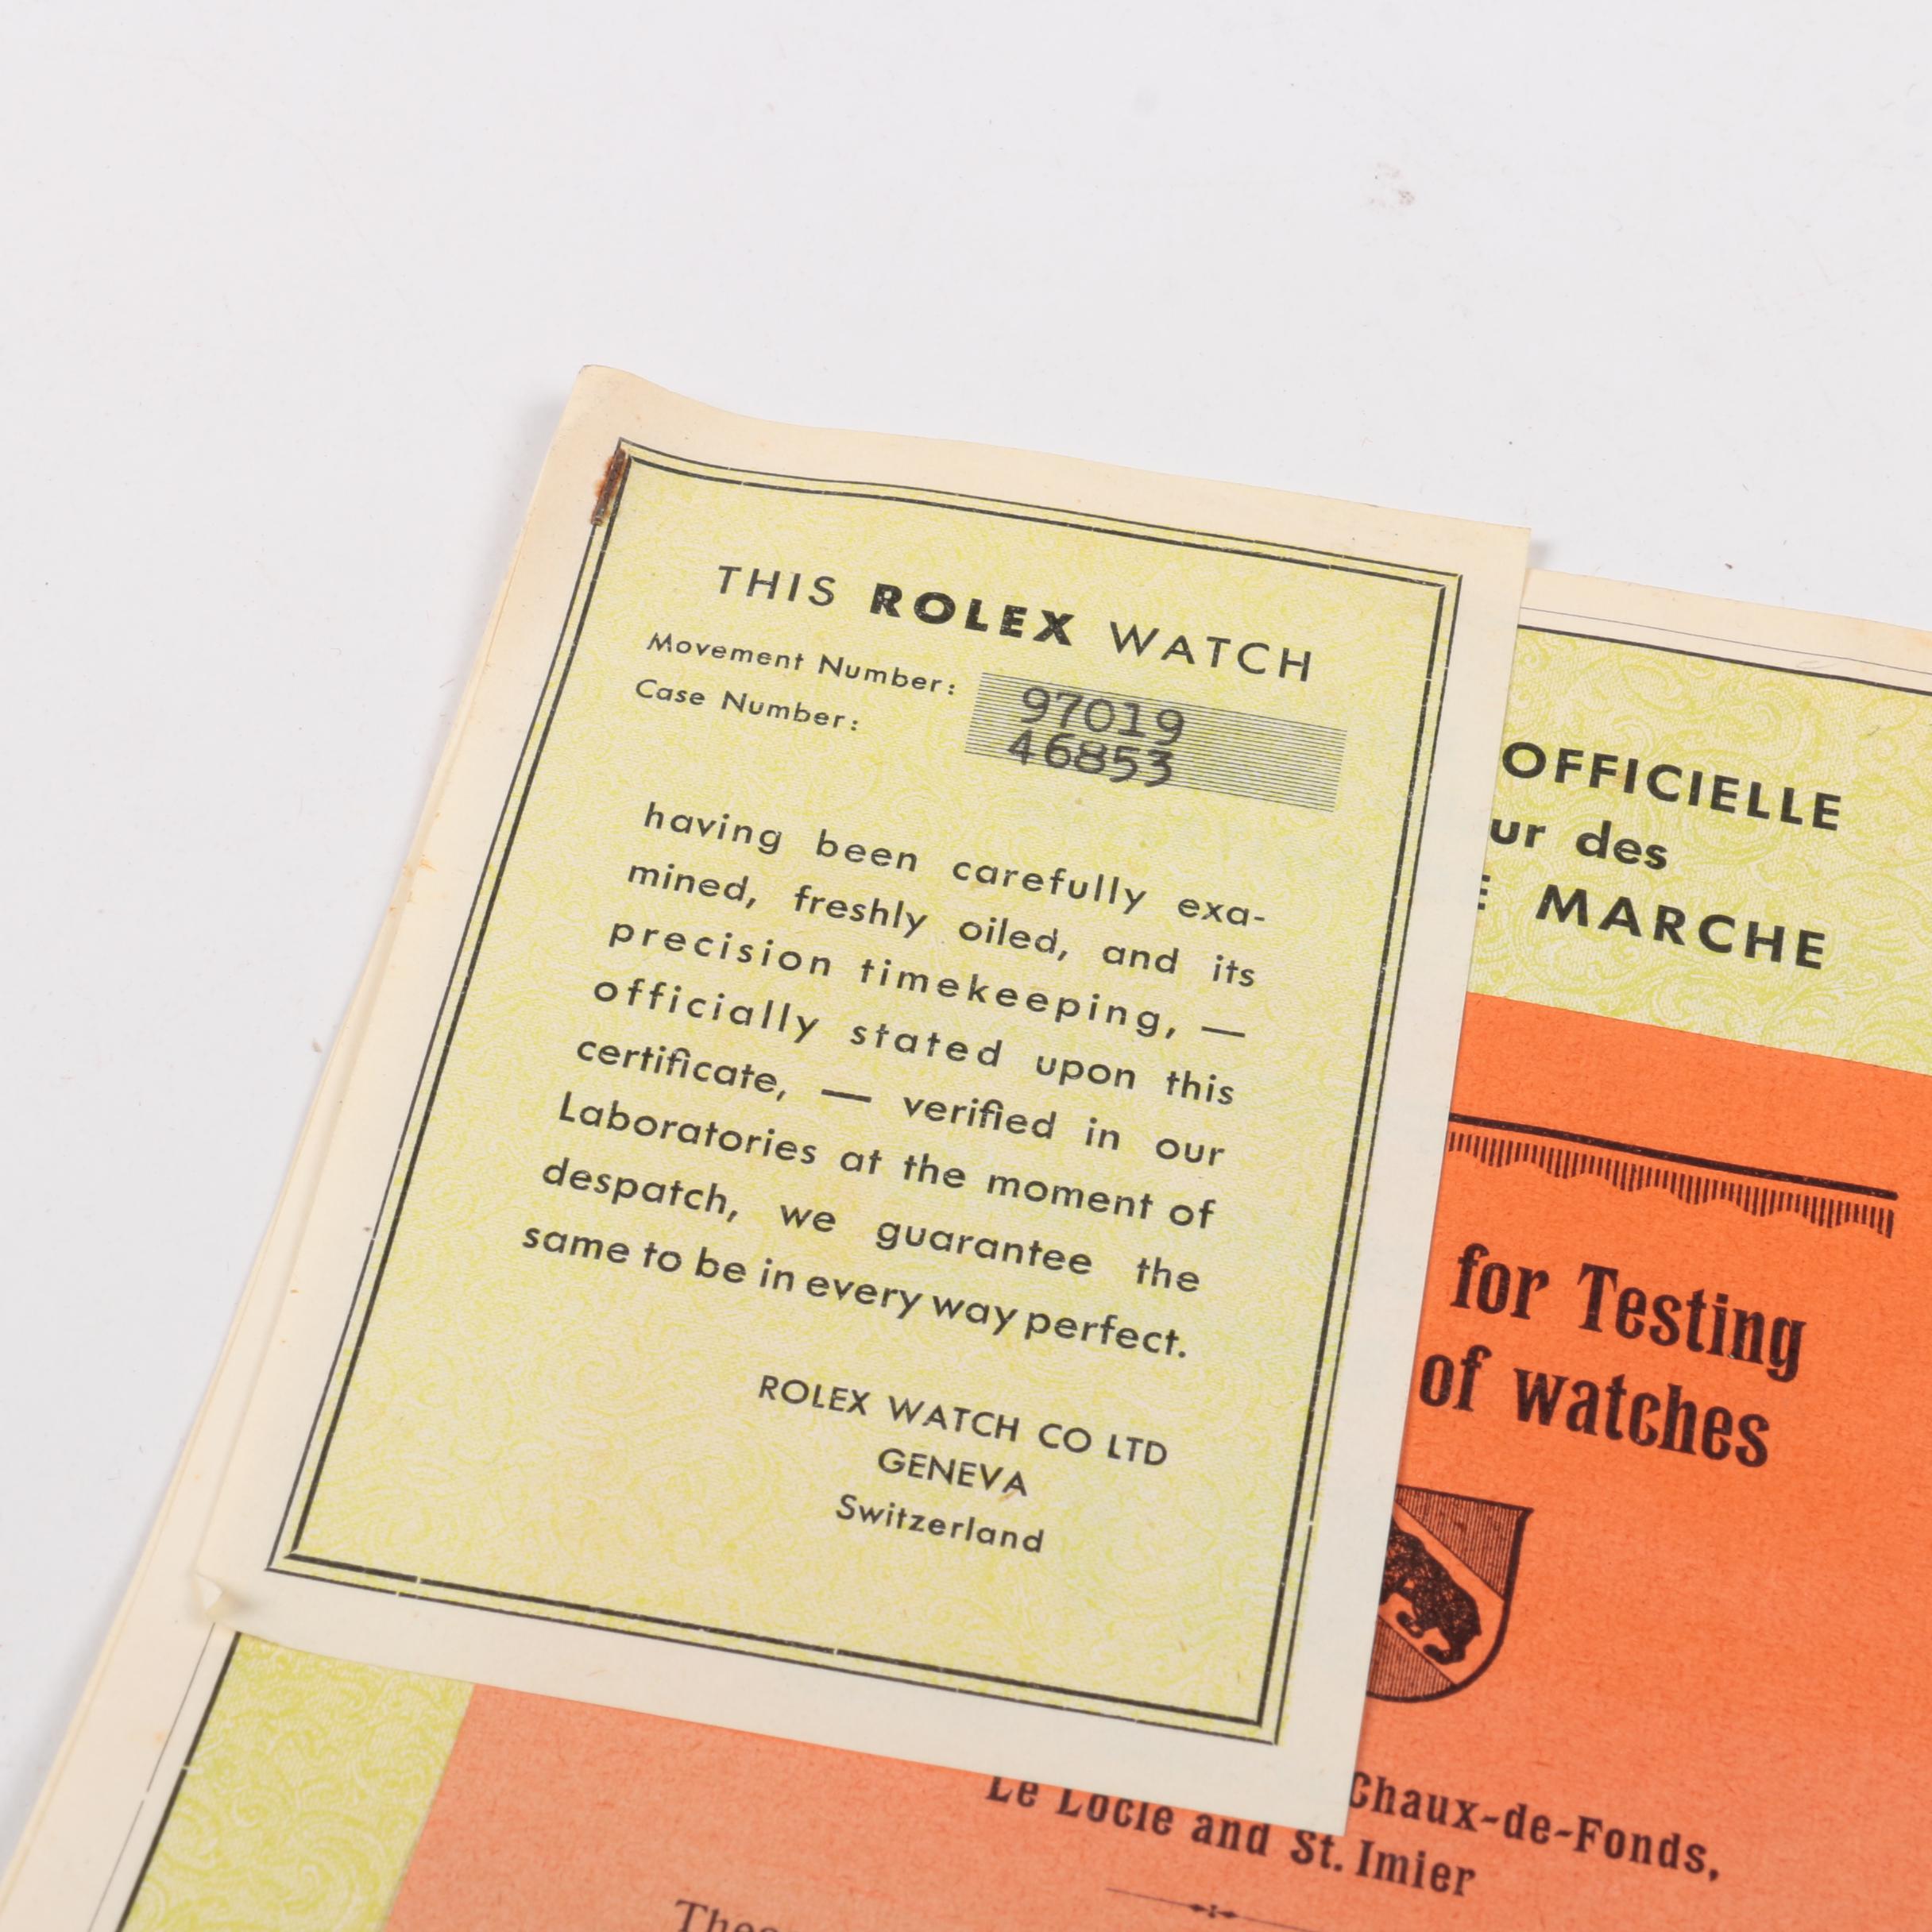 THIS ROLEX WATCH
Movement Number: 97019
Case Number: 46853
having been carefully exa-
mined, freshly oiled, and its
precision timekeeping, —
officially stated upon this
certificate, — verified in our
Laboratories at the moment of
despatch, we guarantee the
same to be in every way perfect.
ROLEX WATCH CO LTD
GENEVA
Switzerland
OFFICIELLE
ur des
MARCHE
for Testing
of watches
Chaux-de-Fonds,
Le Locle and St. Imier